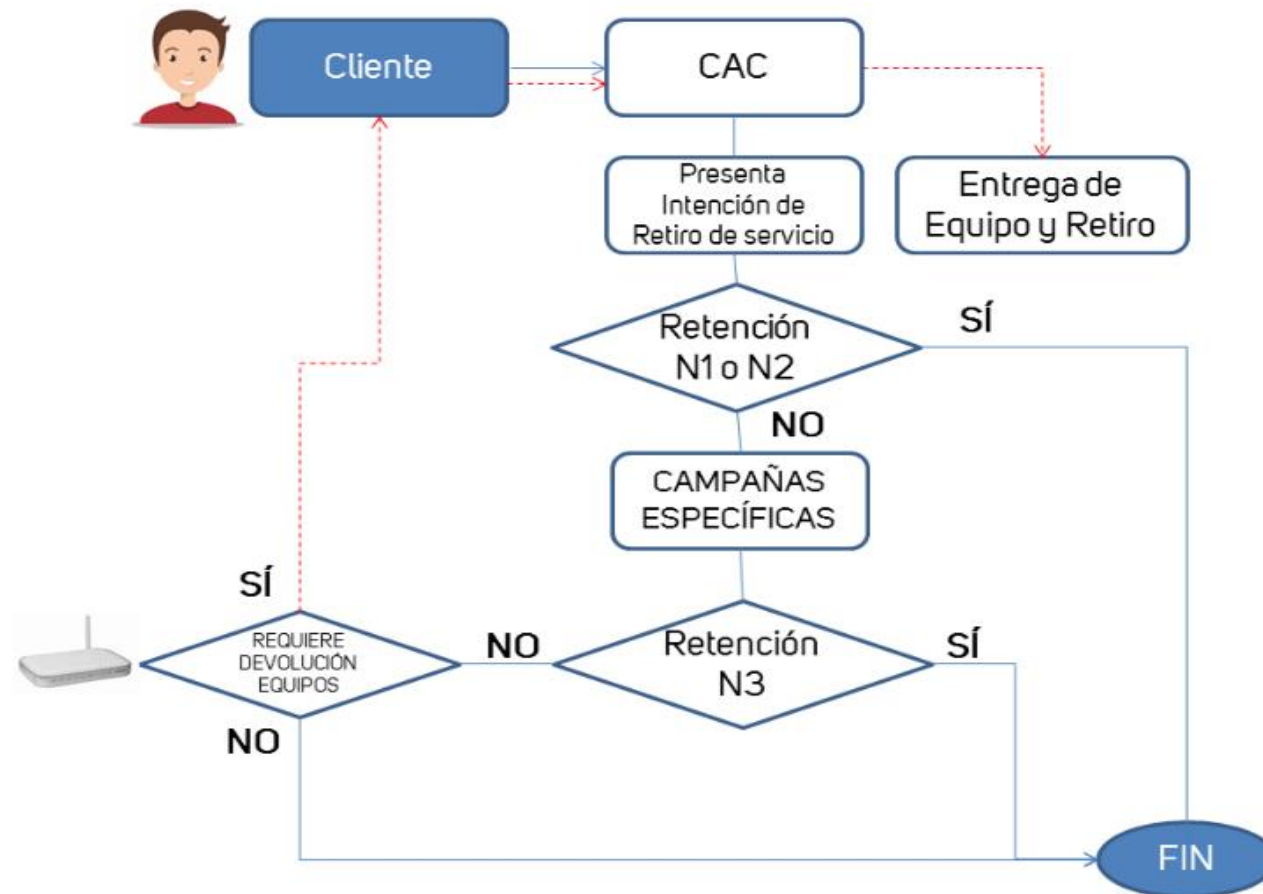 Cliente
CAC
Presenta
Intención de
Retiro de servicio
Entrega de
Equipo y Retiro
Retención
N1 o N2
SÍ
NO
CAMPAÑAS
ESPECÍFICAS
SÍ
REQUIERE
DEVOLUCIÓN
EQUIPOS
NO
Retención
N3
SÍ
NO
FIN